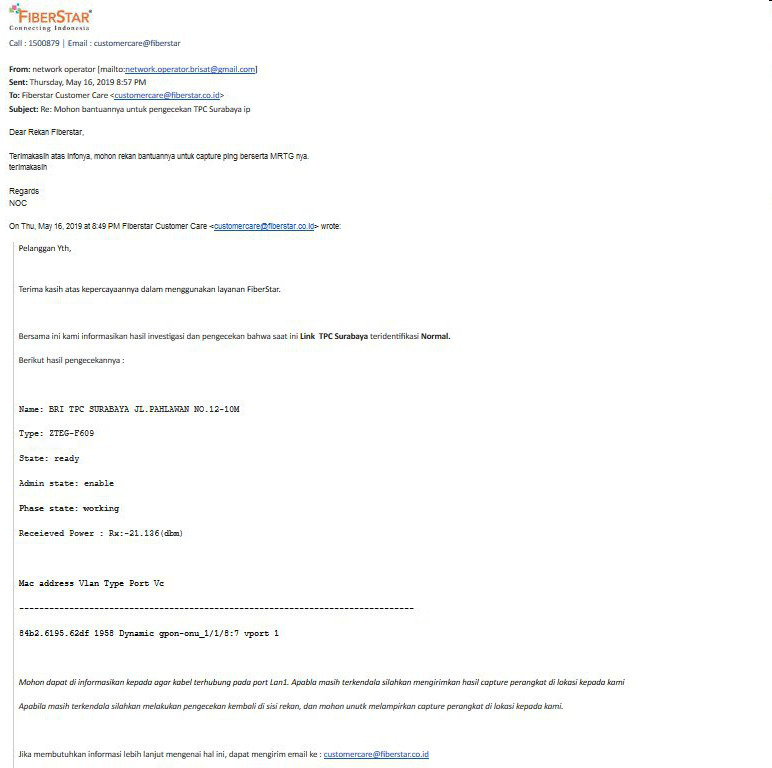 FIBERSTAR
Connecting Indonesia
Call : 1500879 | Email : customercare@fiberstar
From: network operator [mailto:network.operator.brisat@gmail.com]
Sent: Thursday, May 16, 2019 8:57 PM
To: Fiberstar Customer Care <customercare@fiberstar.co.id>
Subject: Re: Mohon bantuannya untuk pengecekan TPC Surabaya ip
Dear Rekan Fiberstar,
Terimakasih atas infonya, mohon rekan bantuannya untuk capture ping berserta MRTG nya.
terimakasih
Regards
NOC
On Thu, May 16, 2019 at 8:49 PM Fiberstar Customer Care <customercare@fiberstar.co.id> wrote:
Pelanggan Yth,
Terima kasih atas kepercayaannya dalam menggunakan layanan FiberStar.
Bersama ini kami informasikan hasil investigasi dan pengecekan bahwa saat ini Link  TPC Surabaya teridentifikasi Normal.
Berikut hasil pengecekannya :
Name: BRI TPC SURABAYA JL.PAHLAWAN NO.12-10M
Type: ZTEG-F609
State: ready
Admin state: enable
Phase state: working
Receieved Power : Rx:-21.136(dbm)
Mac address Vlan Type Port Vc
-------------------------------------------------------------------------------
84b2.6195.62df 1958 Dynamic gpon-onu_1/1/8:7 vport 1
Mohon dapat di informasikan kepada agar kabel terhubung pada port Lan1. Apabla masih terkendala silahkan mengirimkan hasil capture perangkat di lokasi kepada kami
Apabila masih terkendala silahkan melakukan pengecekan kembali di sisi rekan, dan mohon unutk melampirkan capture perangkat di lokasi kepada kami.
Jika membutuhkan informasi lebih lanjut mengenai hal ini, dapat mengirim email ke : customercare@fiberstar.co.id